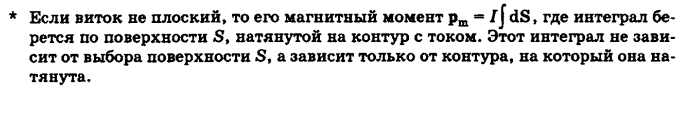 * Если виток не плоский, то его магнитный момент pₘ = I∫dS, где интеграл бе-
рется по поверхности S, натянутой на контур с током. Этот интеграл не зави-
сит от выбора поверхности S, а зависит только от контура, на который она на-
тянута.